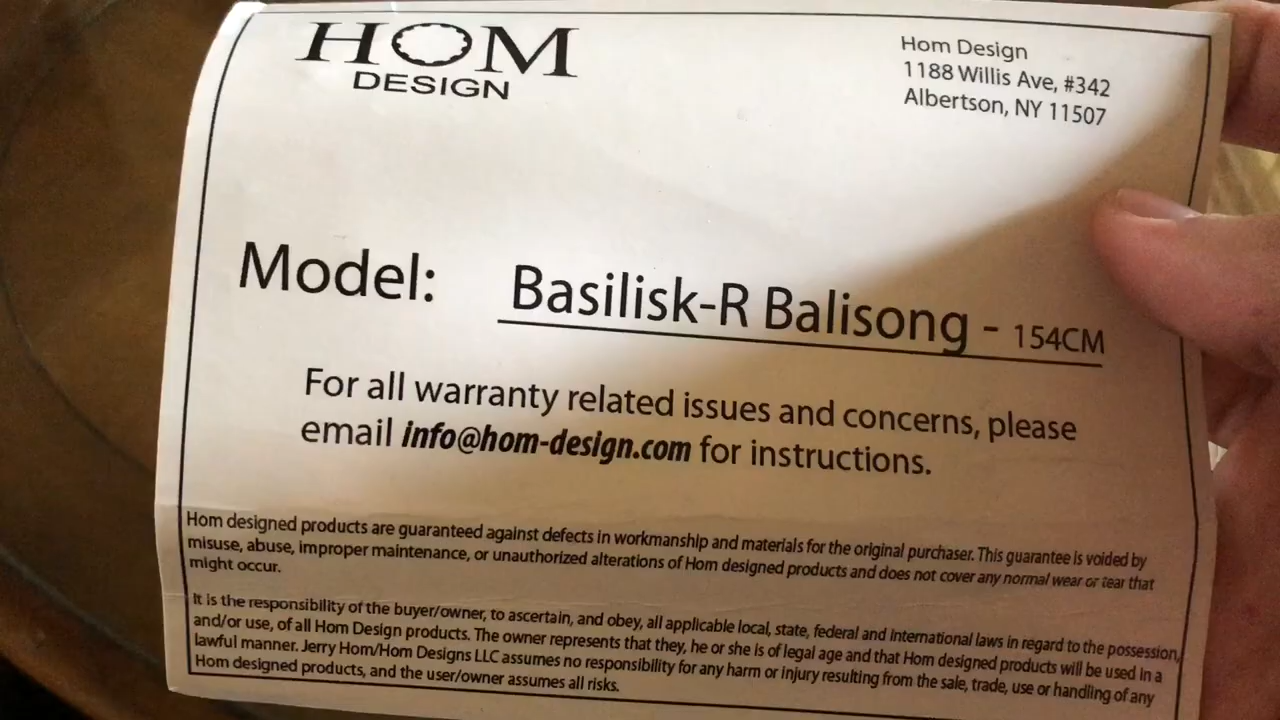 HOM
DESIGN
Hom Design
1188 Willis Ave, #342
Albertson, NY 11507
Model: Basilisk-R Balisong - 154CM
For all warranty related issues and concerns, please
email info@hom-design.com for instructions.
Hom designed products are guaranteed against defects in workmanship and materials for the original purchaser. This guarantee is voided by
misuse, abuse, improper maintenance, or unauthorized alterations of Hom designed products and does not cover any normal wear or tear that
might occur.
It is the responsibility of the buyer/owner, to ascertain, and obey, all applicable local, state, federal and international laws in regard to the possession,
and/or use, of all Hom Design products. The owner represents that they, he or she is of legal age and that Hom designed products will be used in a
lawful manner. Jerry Hom/Hom Designs LLC assumes no responsibility for any harm or injury resulting from the sale, trade, use or handling of any
Hom designed products, and the user/owner assumes all risks.